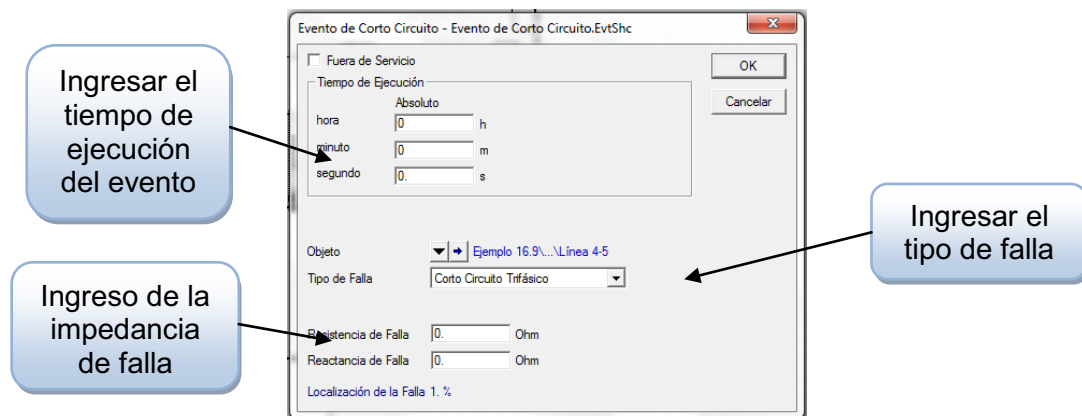 Evento de Corto Circuito - Evento de Corto Circuito.EvtShc
Fuera de Servicio
OK
Tiempo de Ejecución
Cancelar
Absoluto
hora 0 h
minuto 0 m
segundo 0. s
Ingresar el
tiempo de
ejecución
del evento
Objeto Ejemplo 16.9\...\Línea 4-5
Tipo de Falla Corto Circuito Trifásico
Ingresar el
tipo de falla
Ingreso de la
impedancia
de falla
Resistencia de Falla 0. Ohm
Reactancia de Falla 0. Ohm
Localización de la Falla 1. %